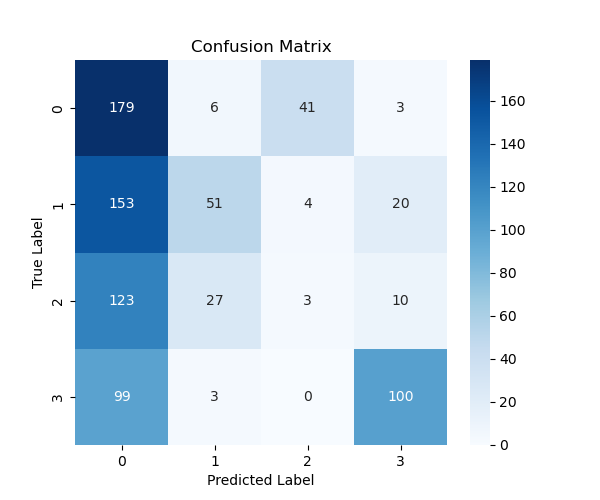 Confusion Matrix
True Label
0 179 6 41 3
1 153 51 4 20
2 123 27 3 10
3 99 3 0 100
0 1 2 3
Predicted Label
160
140
120
100
80
60
40
20
0